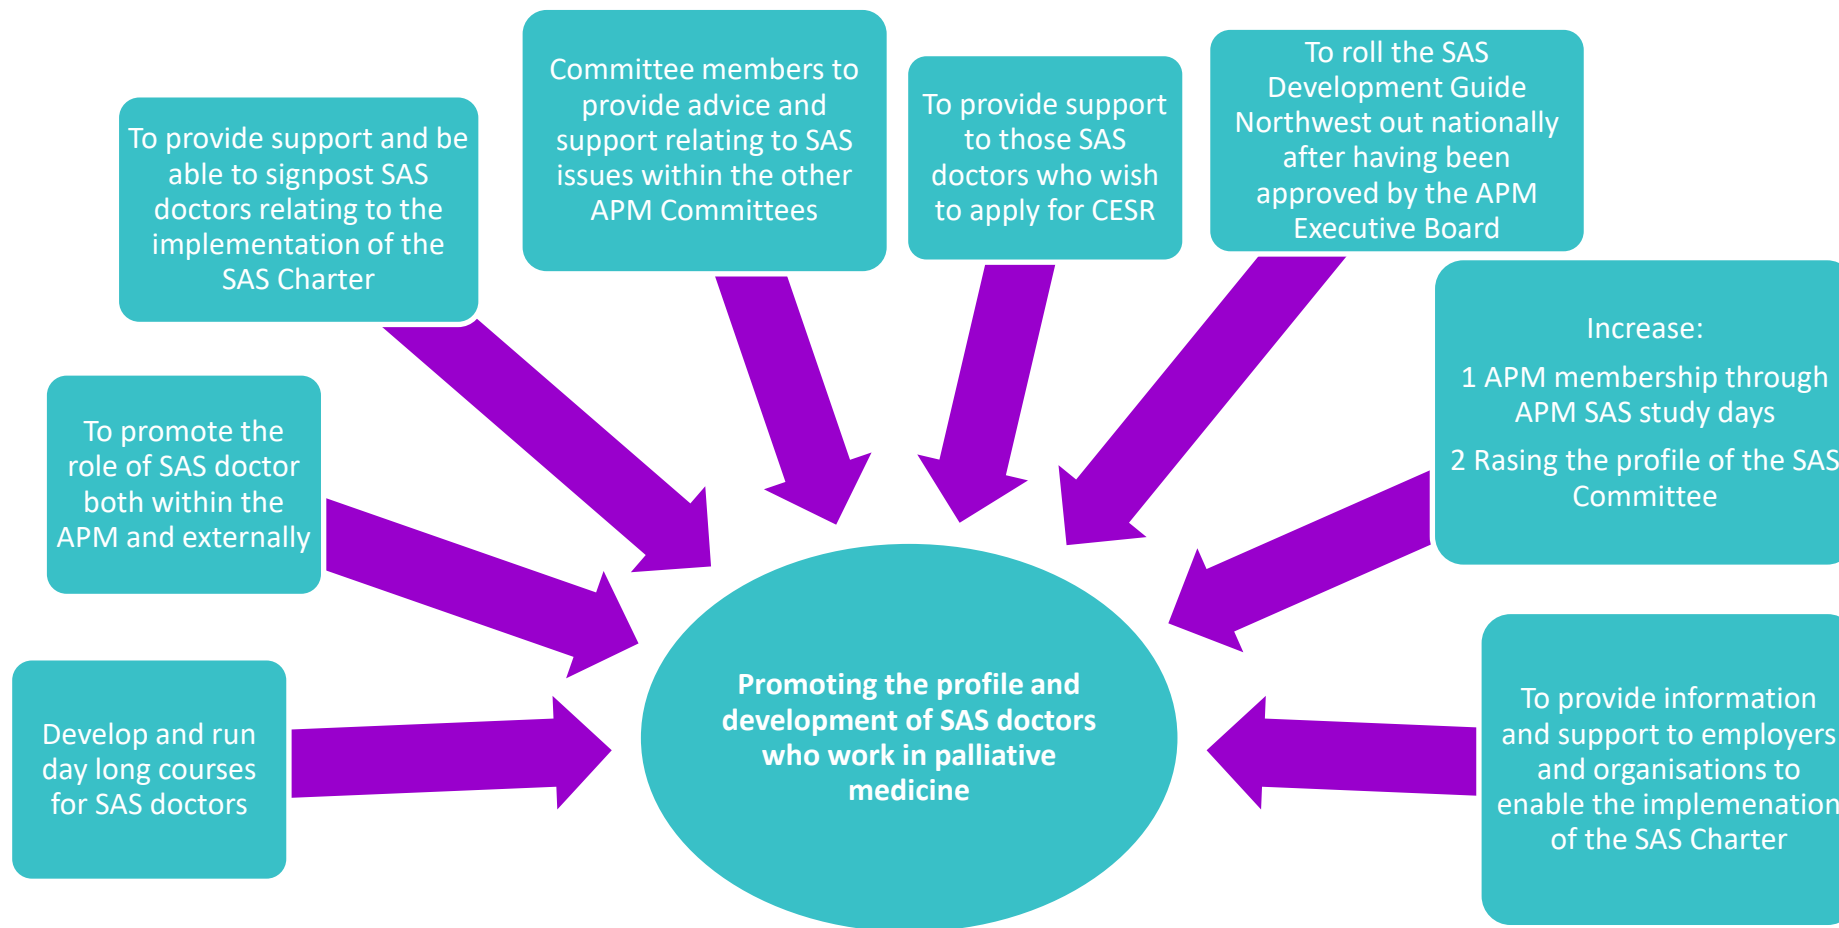 To provide support and be
able to signpost SAS
doctors relating to the
implementation of the
SAS Charter
Committee members to
provide advice and
support relating to SAS
issues within the other
APM Committees
To provide support
to those SAS
doctors who wish
to apply for CESR
To roll the SAS
Development Guide
Northwest out nationally
after having been
approved by the APM
Executive Board
Increase:
1 APM membership through
APM SAS study days
2 Rasing the profile of the SAS
Committee
To promote the
role of SAS doctor
both within the
APM and externally
Develop and run
day long courses
for SAS doctors
Promoting the profile and
development of SAS doctors
who work in palliative
medicine
To provide information
and support to employers
and organisations to
enable the implemenation
of the SAS Charter